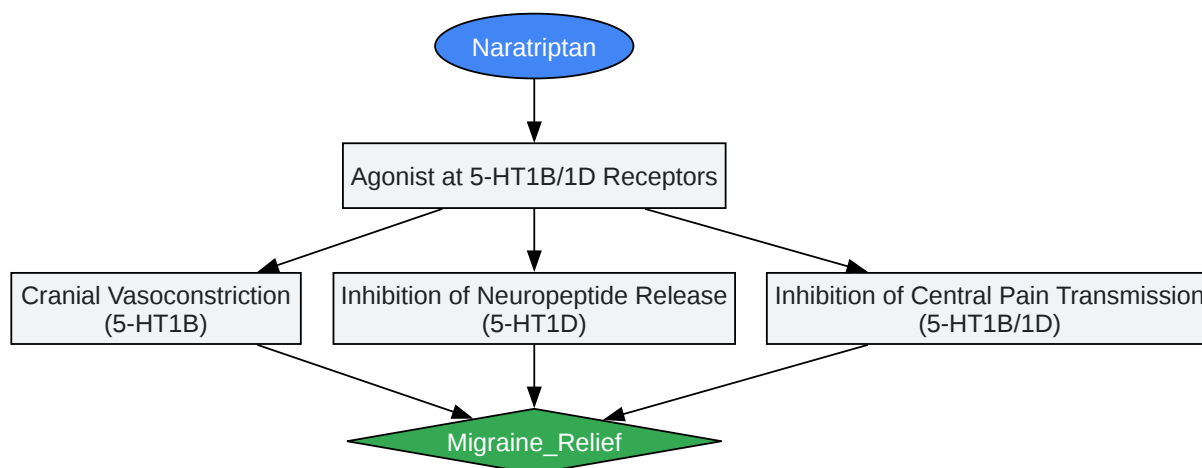 Naratriptan
Agonist at 5-HT1B/1D Receptors
Cranial Vasoconstriction
(5-HT1B)
Inhibition of Neuropeptide Release
(5-HT1D)
Inhibition of Central Pain Transmission
(5-HT1B/1D)
Migraine_Relief